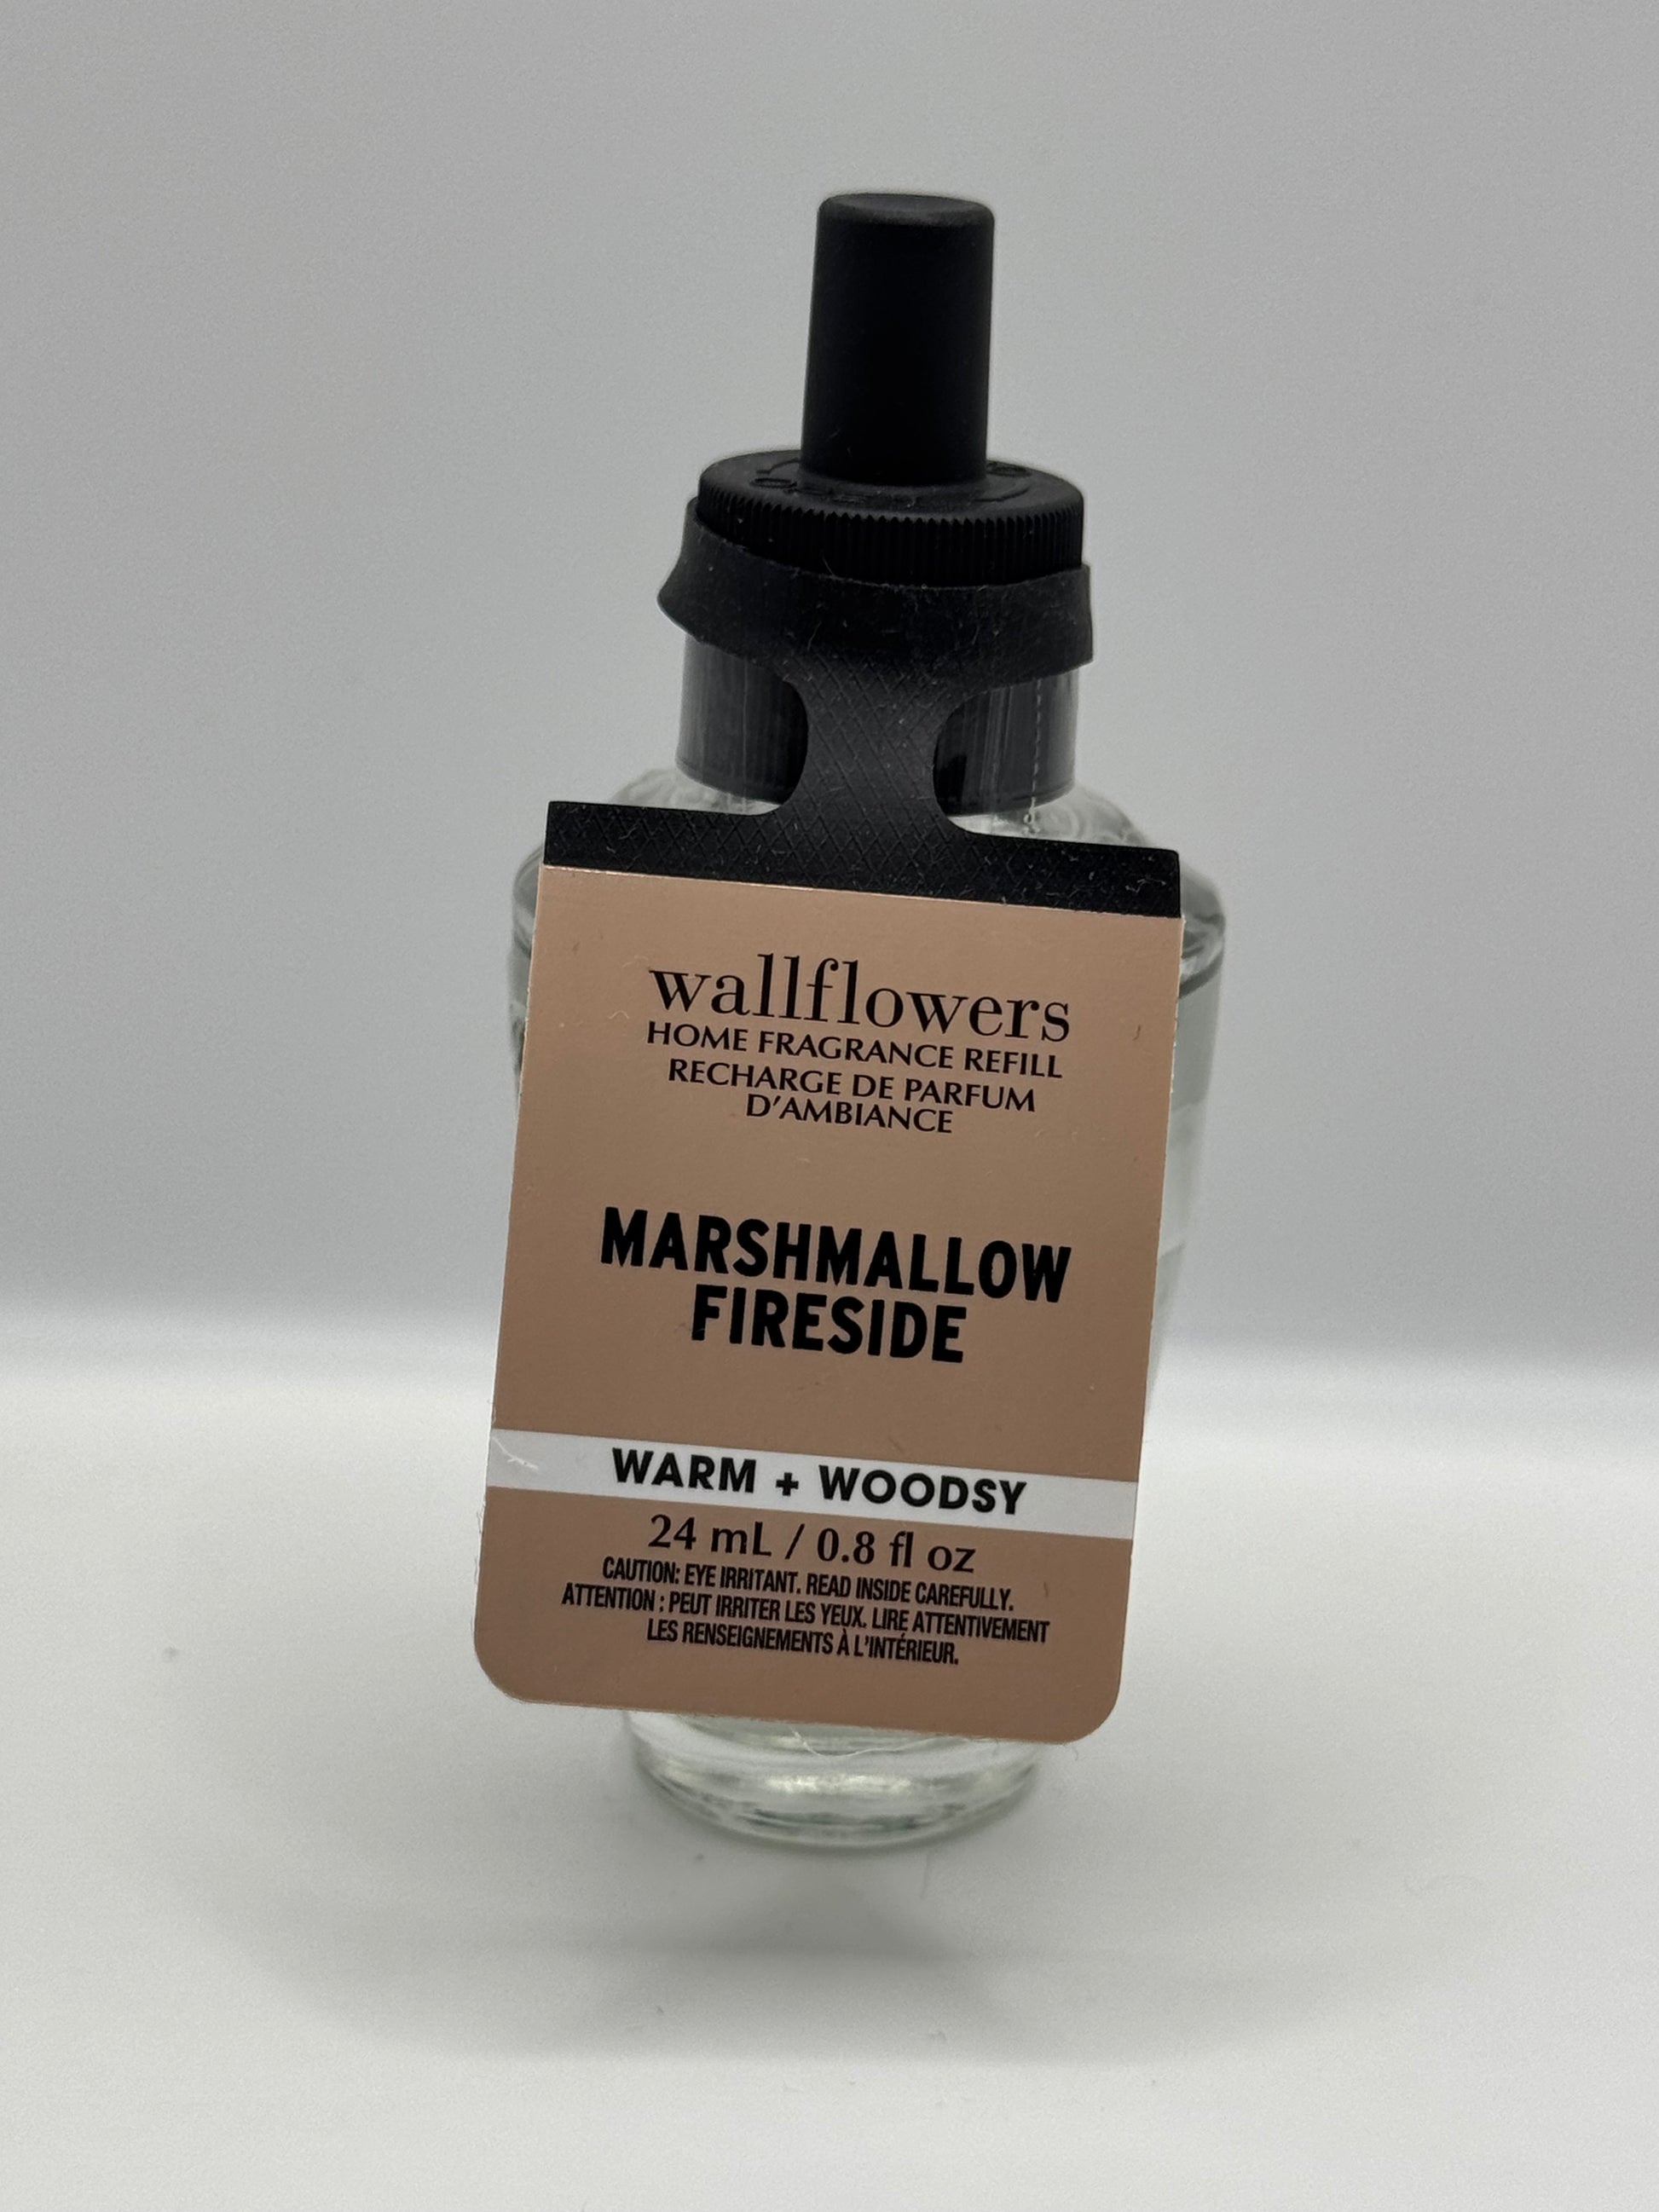 wallflowers
HOME FRAGRANCE REFILL
RECHARGE DE PARFUM
D'AMBIANCE
MARSHMALLOW
FIRESIDE
WARM + WOODSY
24 mL / 0.8 fl oz
CAUTION: EYE IRRITANT. READ INSIDE CAREFULLY.
ATTENTION : PEUT IRRITER LES YEUX. LIRE ATTENTIVEMENT
LES RENSEIGNEMENTS À L'INTÉRIEUR.